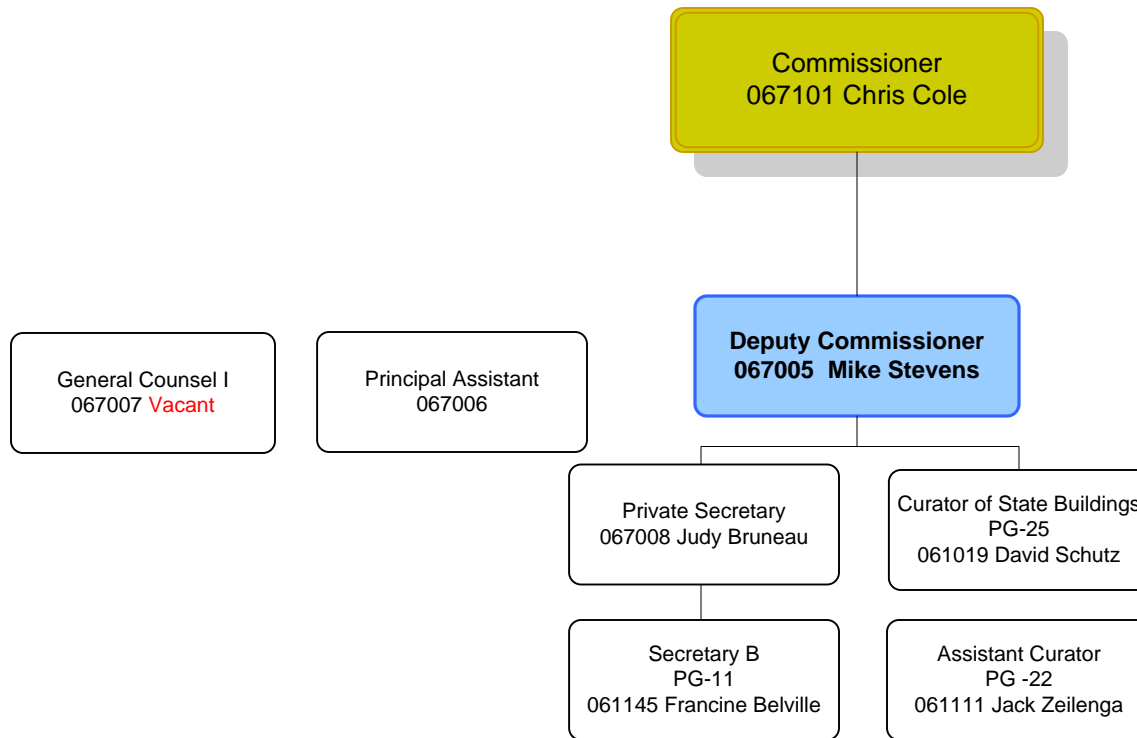 Commissioner
067101 Chris Cole
Deputy Commissioner
067005 Mike Stevens
General Counsel I
067007 Vacant
Principal Assistant
067006
Private Secretary
067008 Judy Bruneau
Curator of State Buildings
PG-25
061019 David Schutz
Secretary B
PG-11
061145 Francine Belville
Assistant Curator
PG -22
061111 Jack Zeilenga